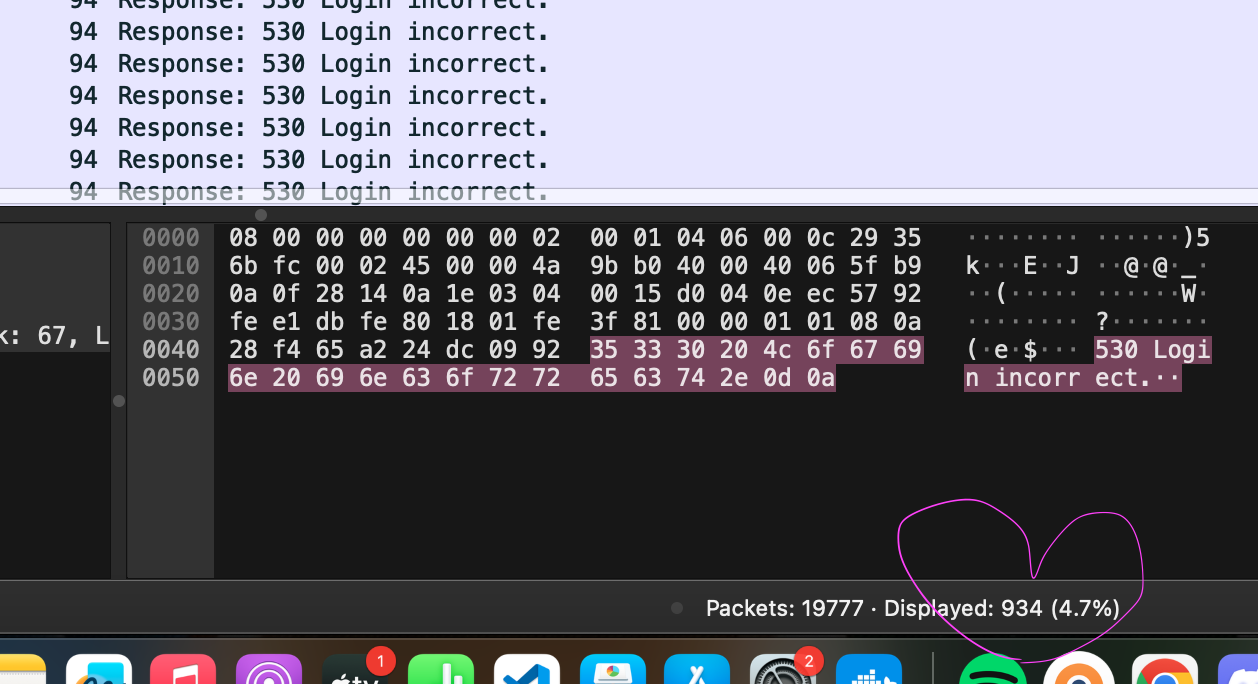 94 Response: 530 Login incorrect.
94 Response: 530 Login incorrect.
94 Response: 530 Login incorrect.
94 Response: 530 Login incorrect.
94 Response: 530 Login incorrect.
94 Response: 530 Login incorrect.
94 Response: 530 Login incorrect.
0000 08 00 00 00 00 00 00 02 00 01 04 06 00 0c 29 35 ········ ······)5
0010 6b fc 00 02 45 00 00 4a 9b b0 40 00 40 06 5f b9 k···E··J ··@·@·_·
k: 67, L
0020 0a 0f 28 14 0a 1e 03 04 00 15 d0 04 0e ec 57 92 ··(····· ······W·
0030 fe e1 db fe 80 18 01 fe 3f 81 00 00 01 01 08 0a ········ ?·······
0040 28 f4 65 a2 24 dc 09 92 35 33 30 20 4c 6f 67 69 (·e·$··· 530 Logi
0050 6e 20 69 6e 63 6f 72 72 65 63 74 2e 0d 0a n incorr ect.··
Packets: 19777 · Displayed: 934 (4.7%)
1
2
tv